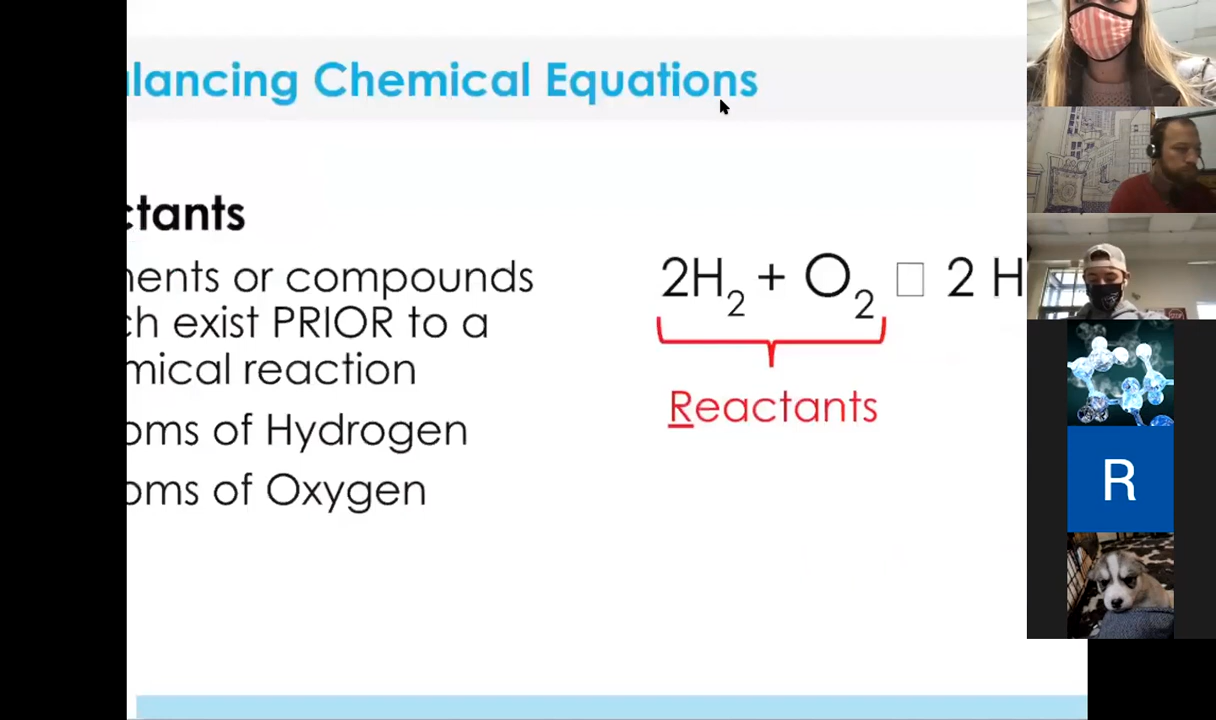 lancing Chemical Equations
ctants
ents or compounds
ch exist PRIOR to a
mical reaction
oms of Hydrogen
oms of Oxygen
2H2 + O2 □ 2 H
Reactants
R